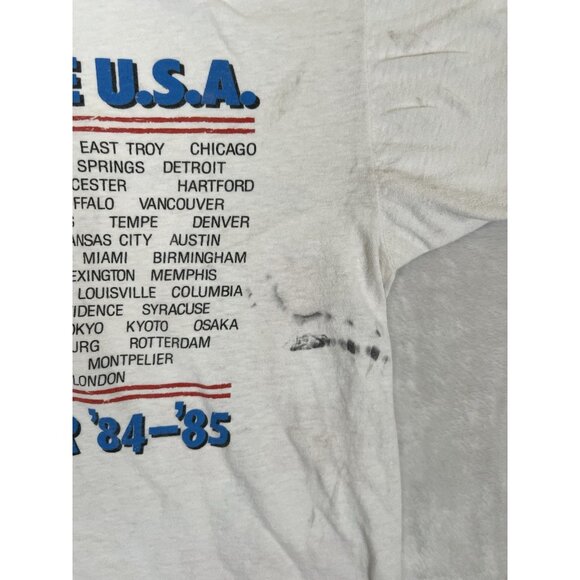 E U.S.A.
EAST TROY CHICAGO
SPRINGS DETROIT
CESTER HARTFORD
FFALO VANCOUVER
S TEMPE DENVER
ANSAS CITY AUSTIN
MIAMI BIRMINGHAM
EXINGTON MEMPHIS
LOUISVILLE COLUMBIA
IDENCE SYRACUSE
OKYO KYOTO OSAKA
URG ROTTERDAM
MONTPELIER
LONDON
R '84-'85